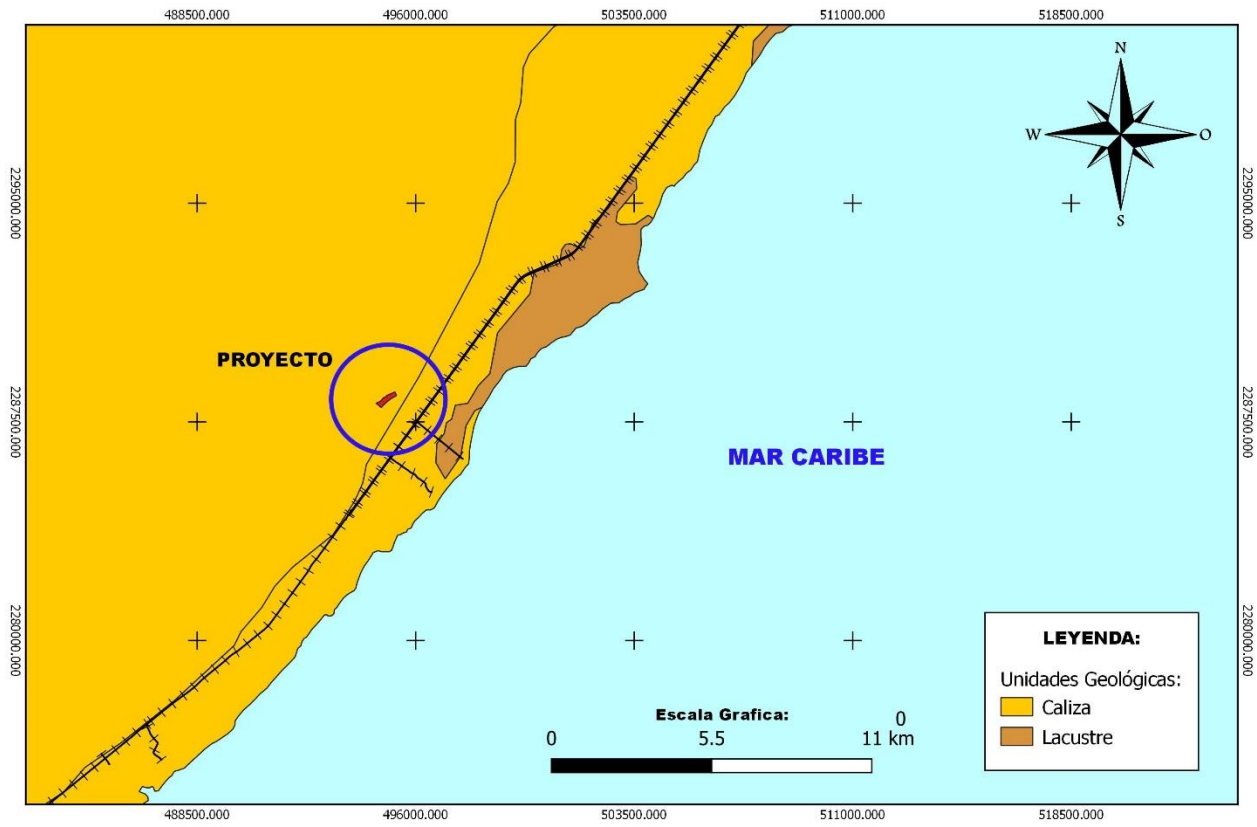 488500.000 496000.000 503500.000 511000.000 518500.000
N
W O
S
2295000.000 2295000.000
PROYECTO
2287500.000 2287500.000
MAR CARIBE
2280000.000 2280000.000
LEYENDA:
Unidades Geológicas:
Caliza
Lacustre
Escala Grafica: 0
0 5.5 11 km
488500.000 496000.000 503500.000 511000.000 518500.000